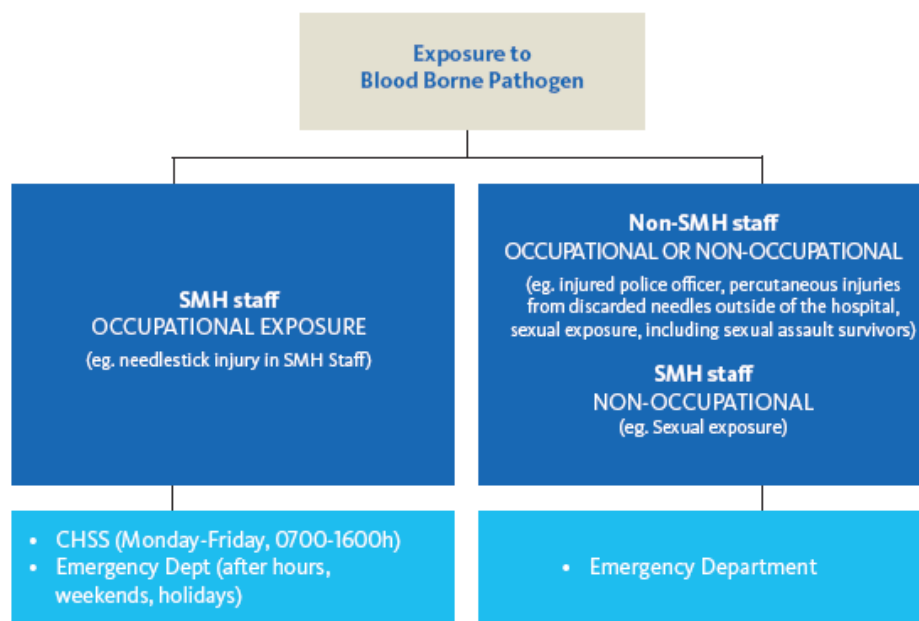 Exposure to
Blood Borne Pathogen
SMH staff
OCCUPATIONAL EXPOSURE
(eg. needlestick injury in SMH Staff)
Non-SMH staff
OCCUPATIONAL OR NON-OCCUPATIONAL
(eg. injured police officer, percutaneous injuries
from discarded needles outside of the hospital,
sexual exposure, including sexual assault survivors)
SMH staff
NON-OCCUPATIONAL
(eg. Sexual exposure)
• CHSS (Monday-Friday, 0700-1600h)
• Emergency Dept (after hours,
weekends, holidays)
• Emergency Department